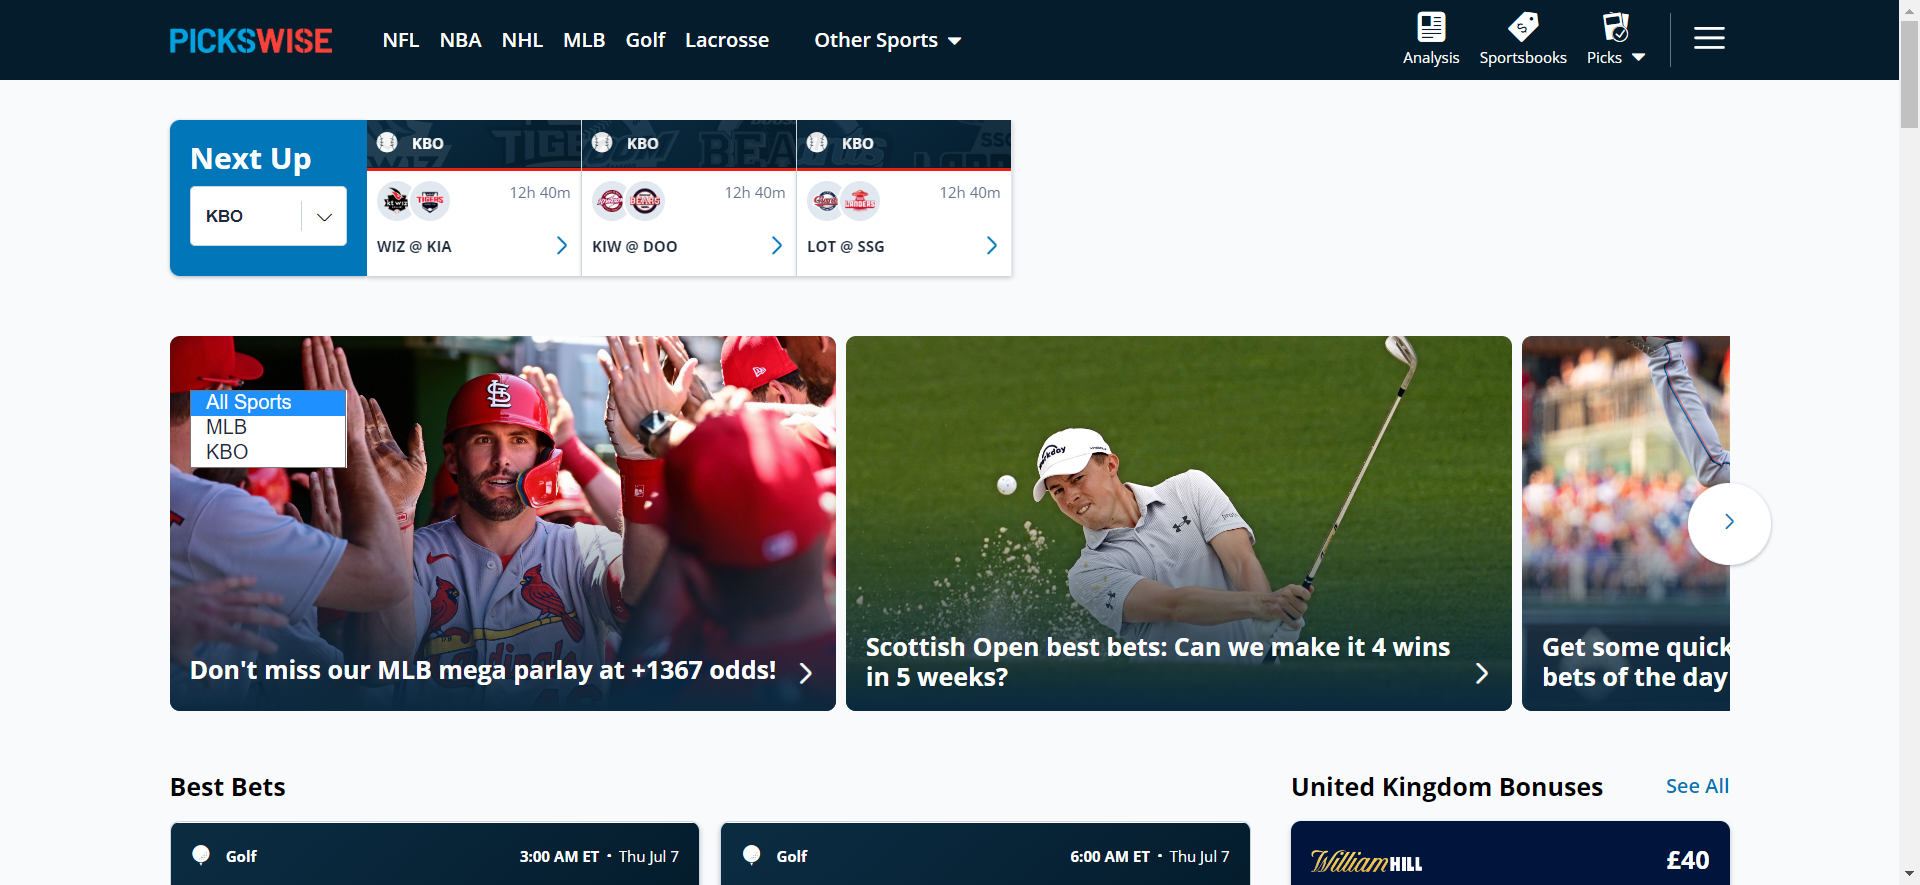 PICKSWISE
NFL NBA NHL MLB Golf Lacrosse Other Sports
Analysis Sportsbooks Picks
Next Up
KBO
KBO
12h 40m
WIZ @ KIA
KBO
12h 40m
KIW @ DOO
KBO
12h 40m
LOT @ SSG
All Sports
MLB
KBO
Don't miss our MLB mega parlay at +1367 odds!
Scottish Open best bets: Can we make it 4 wins
in 5 weeks?
Get some quick
bets of the day
Best Bets
United Kingdom Bonuses See All
Golf 3:00 AM ET • Thu Jul 7
Golf 6:00 AM ET • Thu Jul 7
William HILL £40